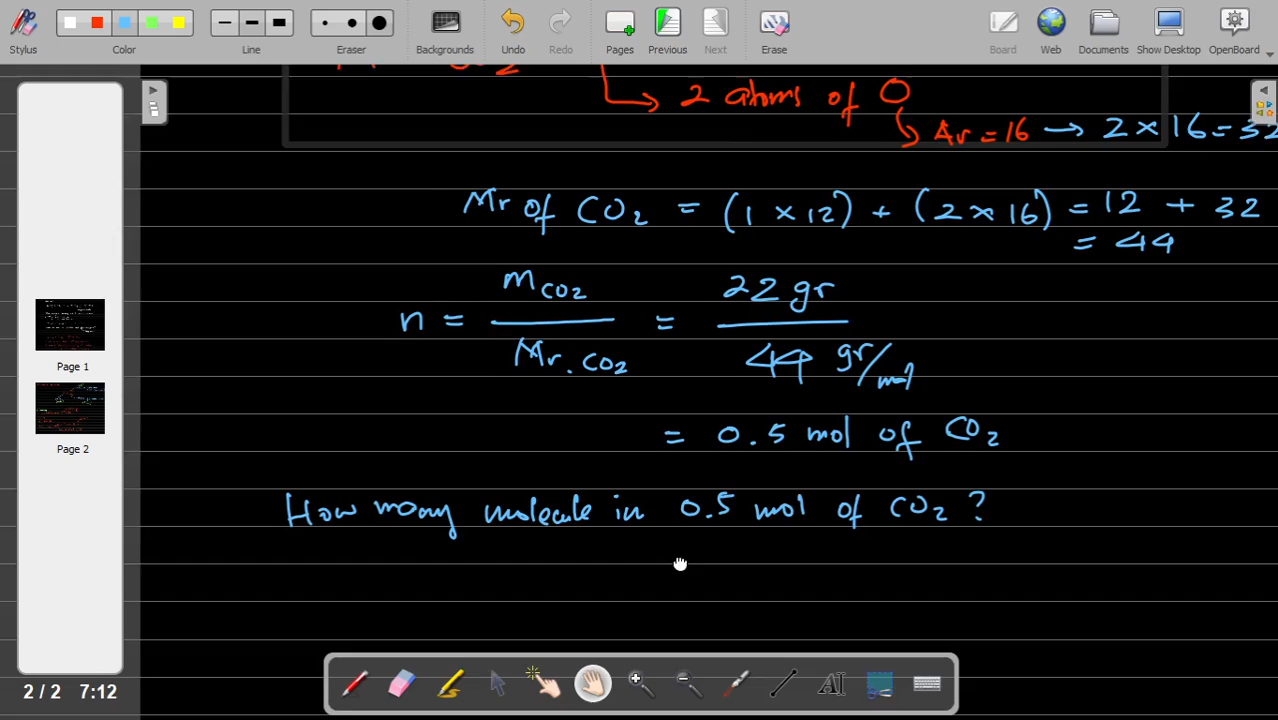 Stylus Color Line Eraser Backgrounds Undo Redo Pages Previous Next Erase Board Web Documents Show Desktop OpenBoard
2 atoms of O
Ar = 16 → 2 × 16 = 32
Mr of CO₂ = (1 × 12) + (2 × 16) = 12 + 32
= 44
n = m CO₂ / Mr. CO₂ = 22 gr / 44 gr/mol
= 0.5 mol of CO₂
How many molecule in 0.5 mol of CO₂ ?
Page 1
Page 2
2 / 2 7:12
AI